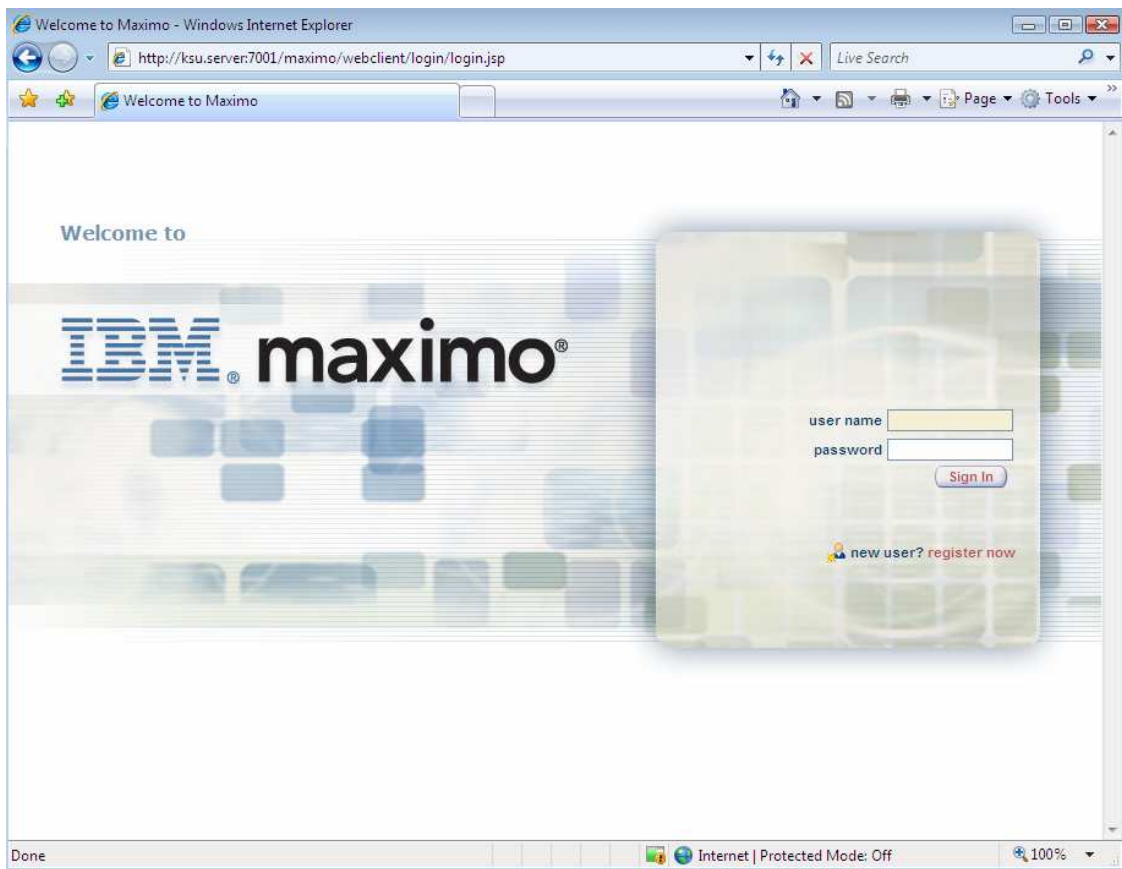 Welcome to Maximo - Windows Internet Explorer
http://ksu.server:7001/maximo/webclient/login/login.jsp
Live Search
Welcome to Maximo
Page
Tools
Welcome to
IBM® maximo®
user name
password
Sign In
new user? register now
Done
Internet | Protected Mode: Off
100%